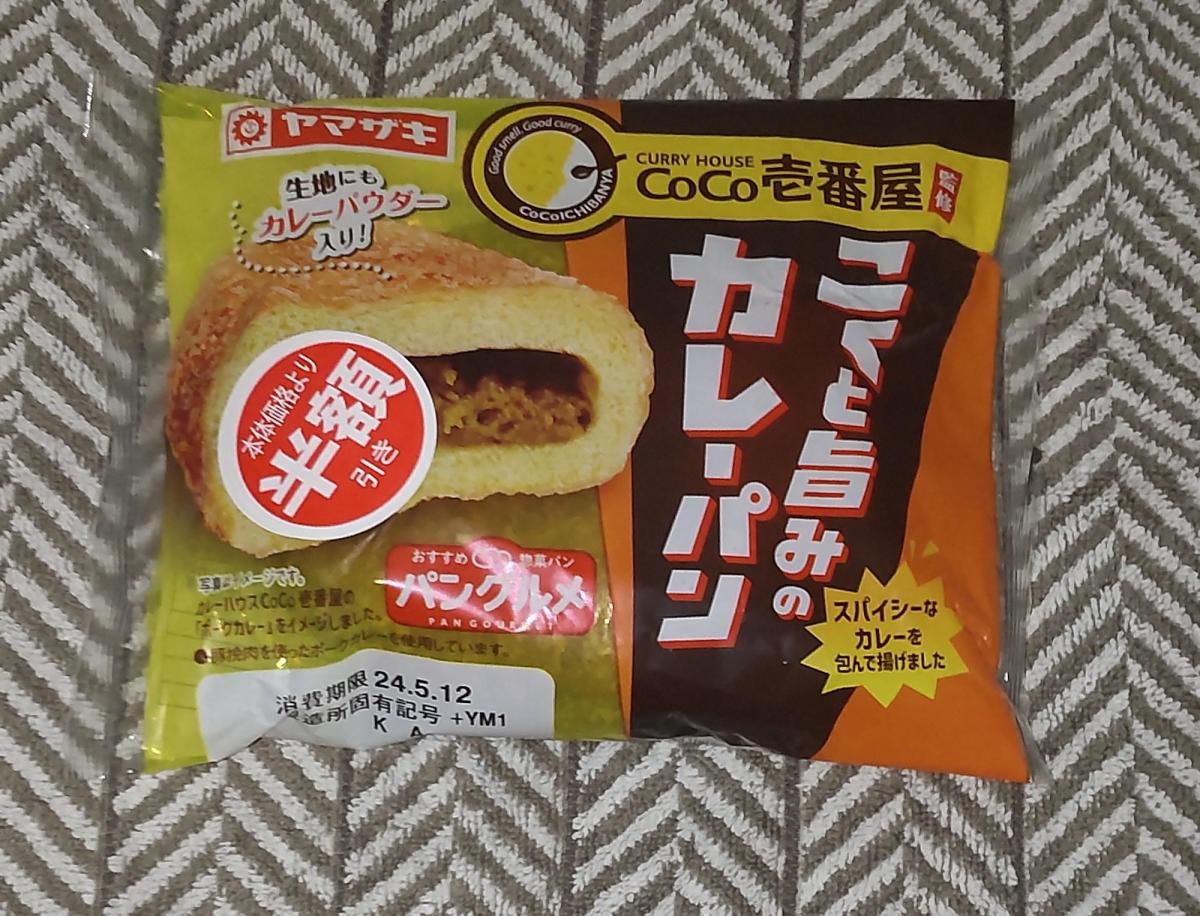 ヤマザキ
Good smell, Good curry
CoCoICHIBANYA
CURRY HOUSE
CoCo壱番屋
監修
生地にも
カレーパウダー
入り!
こくと旨みの
カレーパン
本体価格より
半額
引き
おすすめ 惣菜パン
パングルメ
PAN GOURMET
スパイシーな
カレーを
包んで揚げました
写真はイメージです。
カレーハウスCoCo壱番屋の
「ポークカレー」をイメージしました。
●豚挽肉を使ったポークカレーを使用しています。
消費期限 24.5.12
製造所固有記号 +YM1
K A